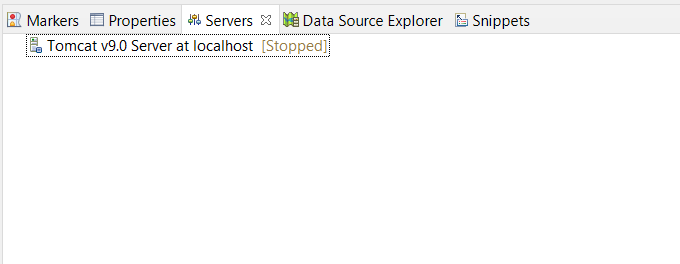 Markers Properties Servers Data Source Explorer Snippets
Tomcat v9.0 Server at localhost [Stopped]